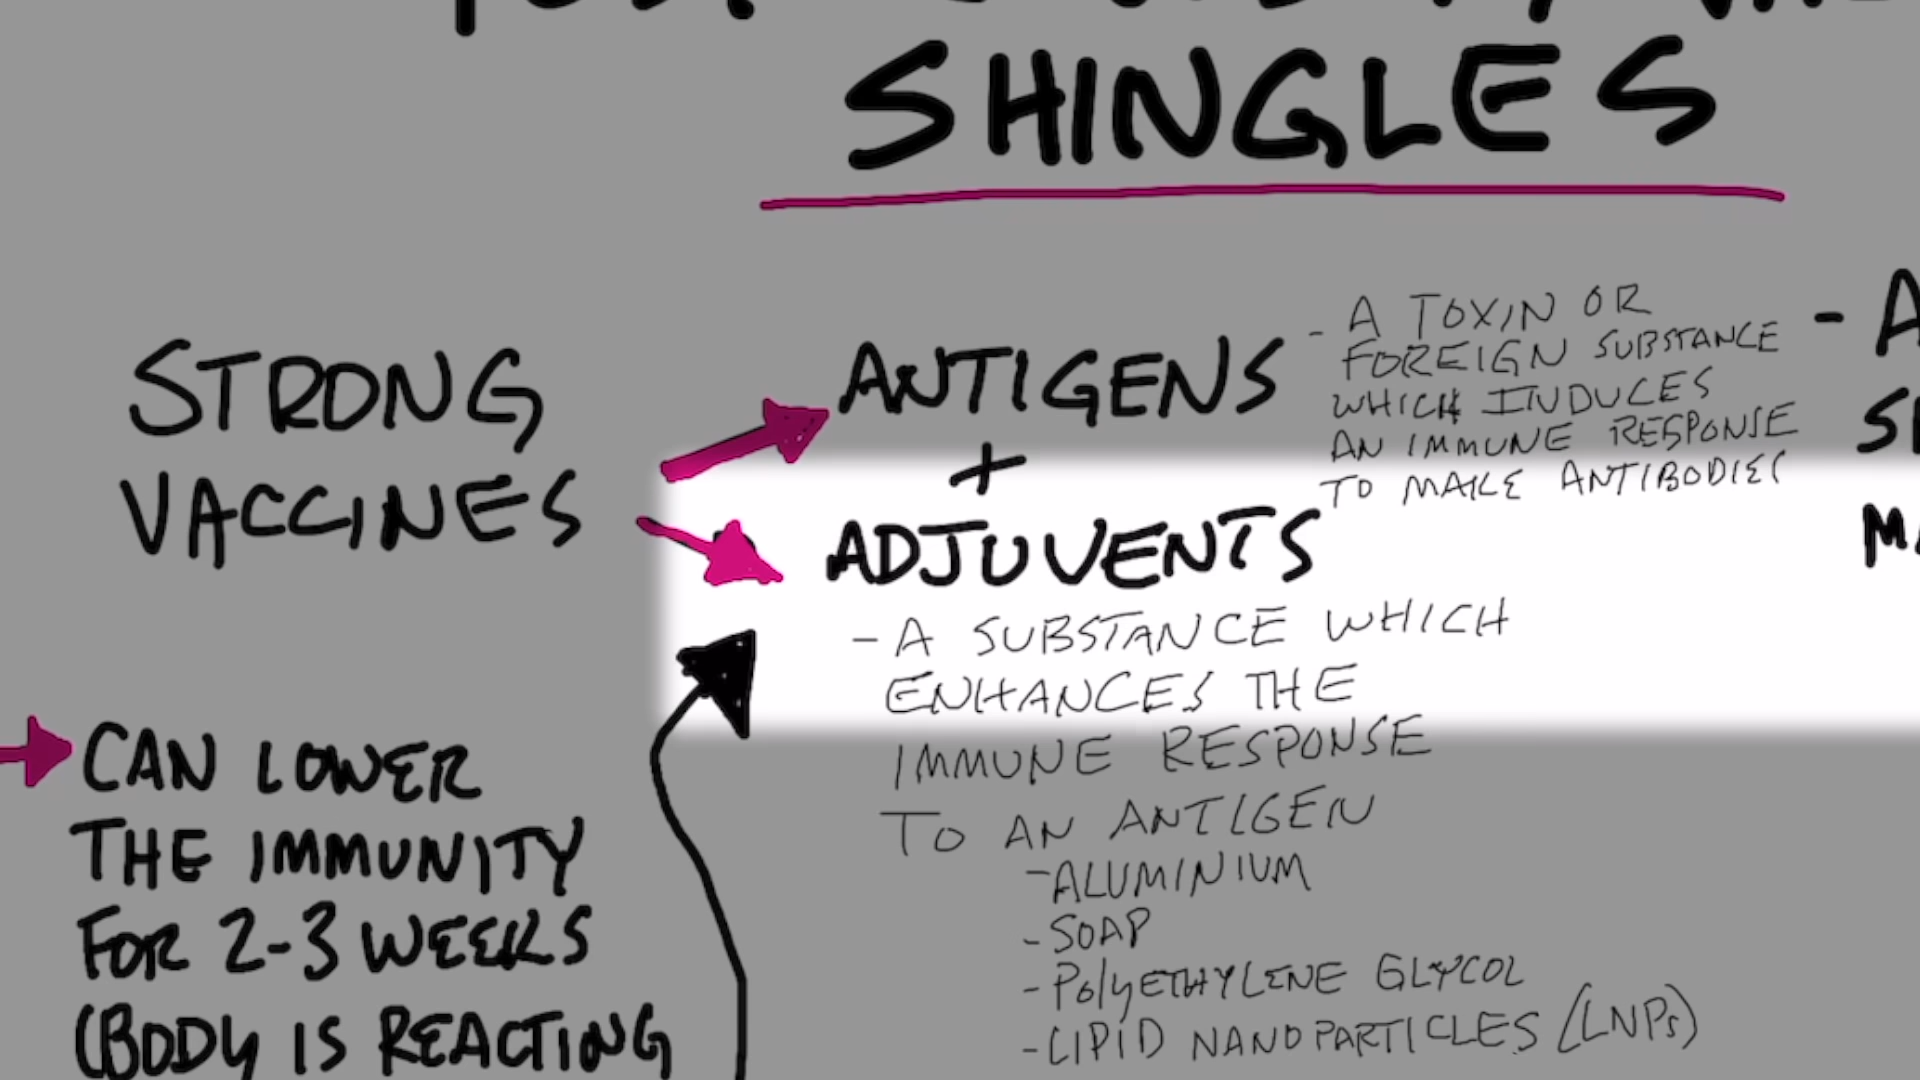 SHINGLES
STRONG
VACCINES
ANTIGENS
- A TOXIN OR
FOREIGN SUBSTANCE
WHICH INDUCES
AN IMMUNE RESPONSE
TO MAKE ANTIBODIES
+
ADJUVENTS
- A SUBSTANCE WHICH
ENHANCES THE
IMMUNE RESPONSE
TO AN ANTIGEN
- ALUMINIUM
- SOAP
- POLYETHYLENE GLYCOL
- LIPID NANOPARTICLES (LNPs)
CAN LOWER
THE IMMUNITY
FOR 2-3 WEEKS
(BODY IS REACTING